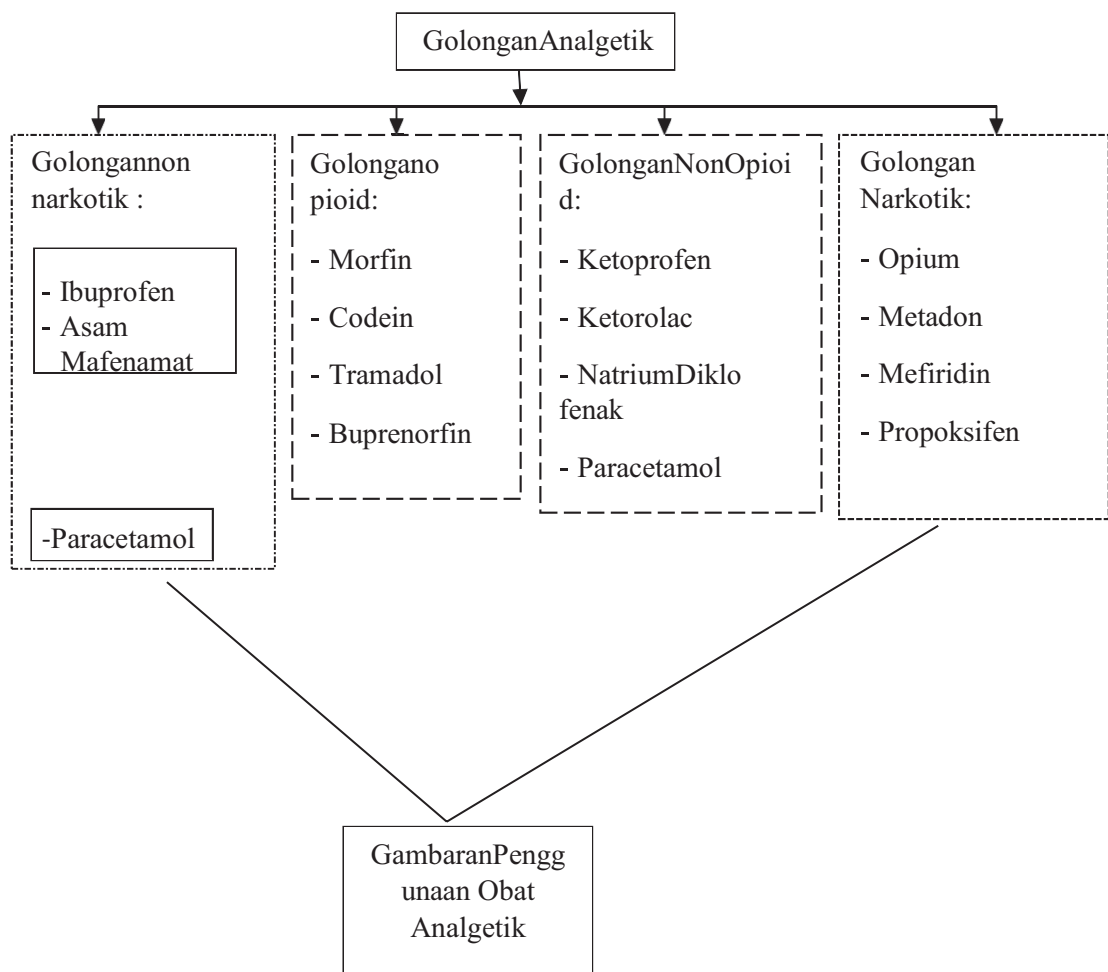 GolonganAnalgetik
Golongannon
narkotik :
- Ibuprofen
- Asam
Mafenamat
-Paracetamol
Golongano
pioid:
- Morfin
- Codein
- Tramadol
- Buprenorfin
GolonganNonOpioi
d:
- Ketoprofen
- Ketorolac
- NatriumDiklo
fenak
- Paracetamol
Golongan
Narkotik:
- Opium
- Metadon
- Mefiridin
- Propoksifen
GambaranPengg
unaan Obat
Analgetik